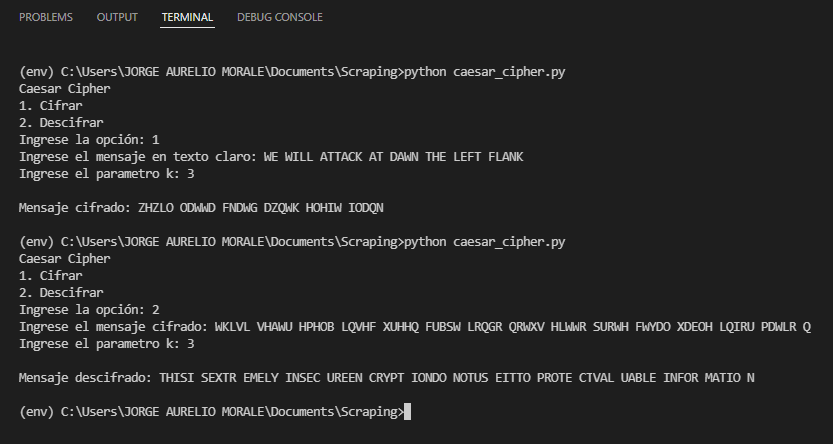 PROBLEMS OUTPUT TERMINAL DEBUG CONSOLE
(env) C:\Users\JORGE AURELIO MORALE\Documents\Scraping>python caesar_cipher.py
Caesar Cipher
1. Cifrar
2. Descifrar
Ingrese la opción: 1
Ingrese el mensaje en texto claro: WE WILL ATTACK AT DAWN THE LEFT FLANK
Ingrese el parametro k: 3
Mensaje cifrado: ZHZLO ODWWD FNDWG DZQWK HOHIW IODQN
(env) C:\Users\JORGE AURELIO MORALE\Documents\Scraping>python caesar_cipher.py
Caesar Cipher
1. Cifrar
2. Descifrar
Ingrese la opción: 2
Ingrese el mensaje cifrado: WKLVL VHAWU HPHOB LQVHF XUHHQ FUBSW LRQGR QRWXV HLWWR SURWH FWYDO XDEOH LQIRU PDWLR Q
Ingrese el parametro k: 3
Mensaje descifrado: THISI SEXTR EMELY INSEC UREEN CRYPT IONDO NOTUS EITTO PROTE CTVAL UABLE INFOR MATIO N
(env) C:\Users\JORGE AURELIO MORALE\Documents\Scraping>